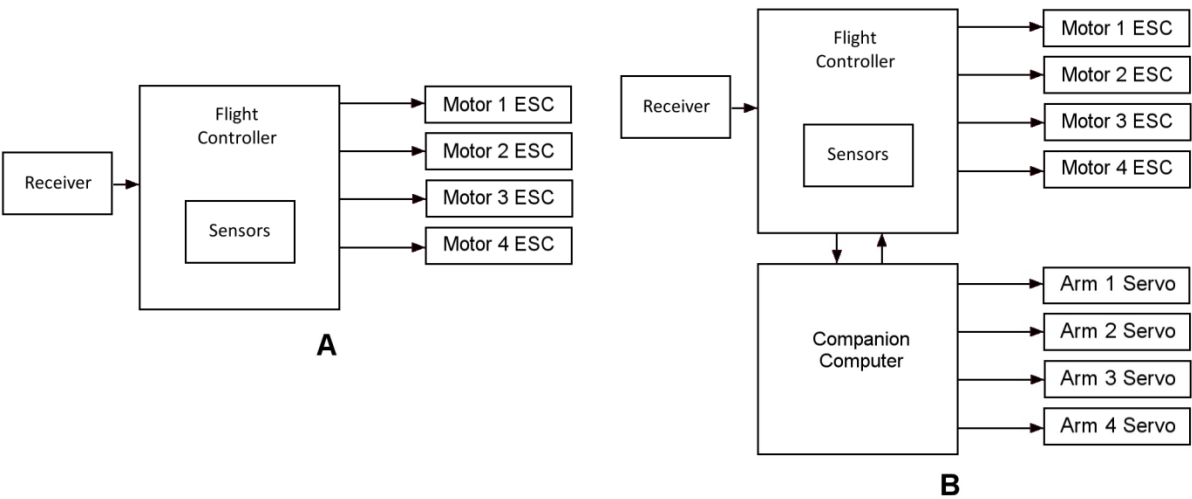 Receiver
Flight
Controller
Sensors
Motor 1 ESC
Motor 2 ESC
Motor 3 ESC
Motor 4 ESC
A
Receiver
Flight
Controller
Sensors
Motor 1 ESC
Motor 2 ESC
Motor 3 ESC
Motor 4 ESC
Companion
Computer
Arm 1 Servo
Arm 2 Servo
Arm 3 Servo
Arm 4 Servo
B